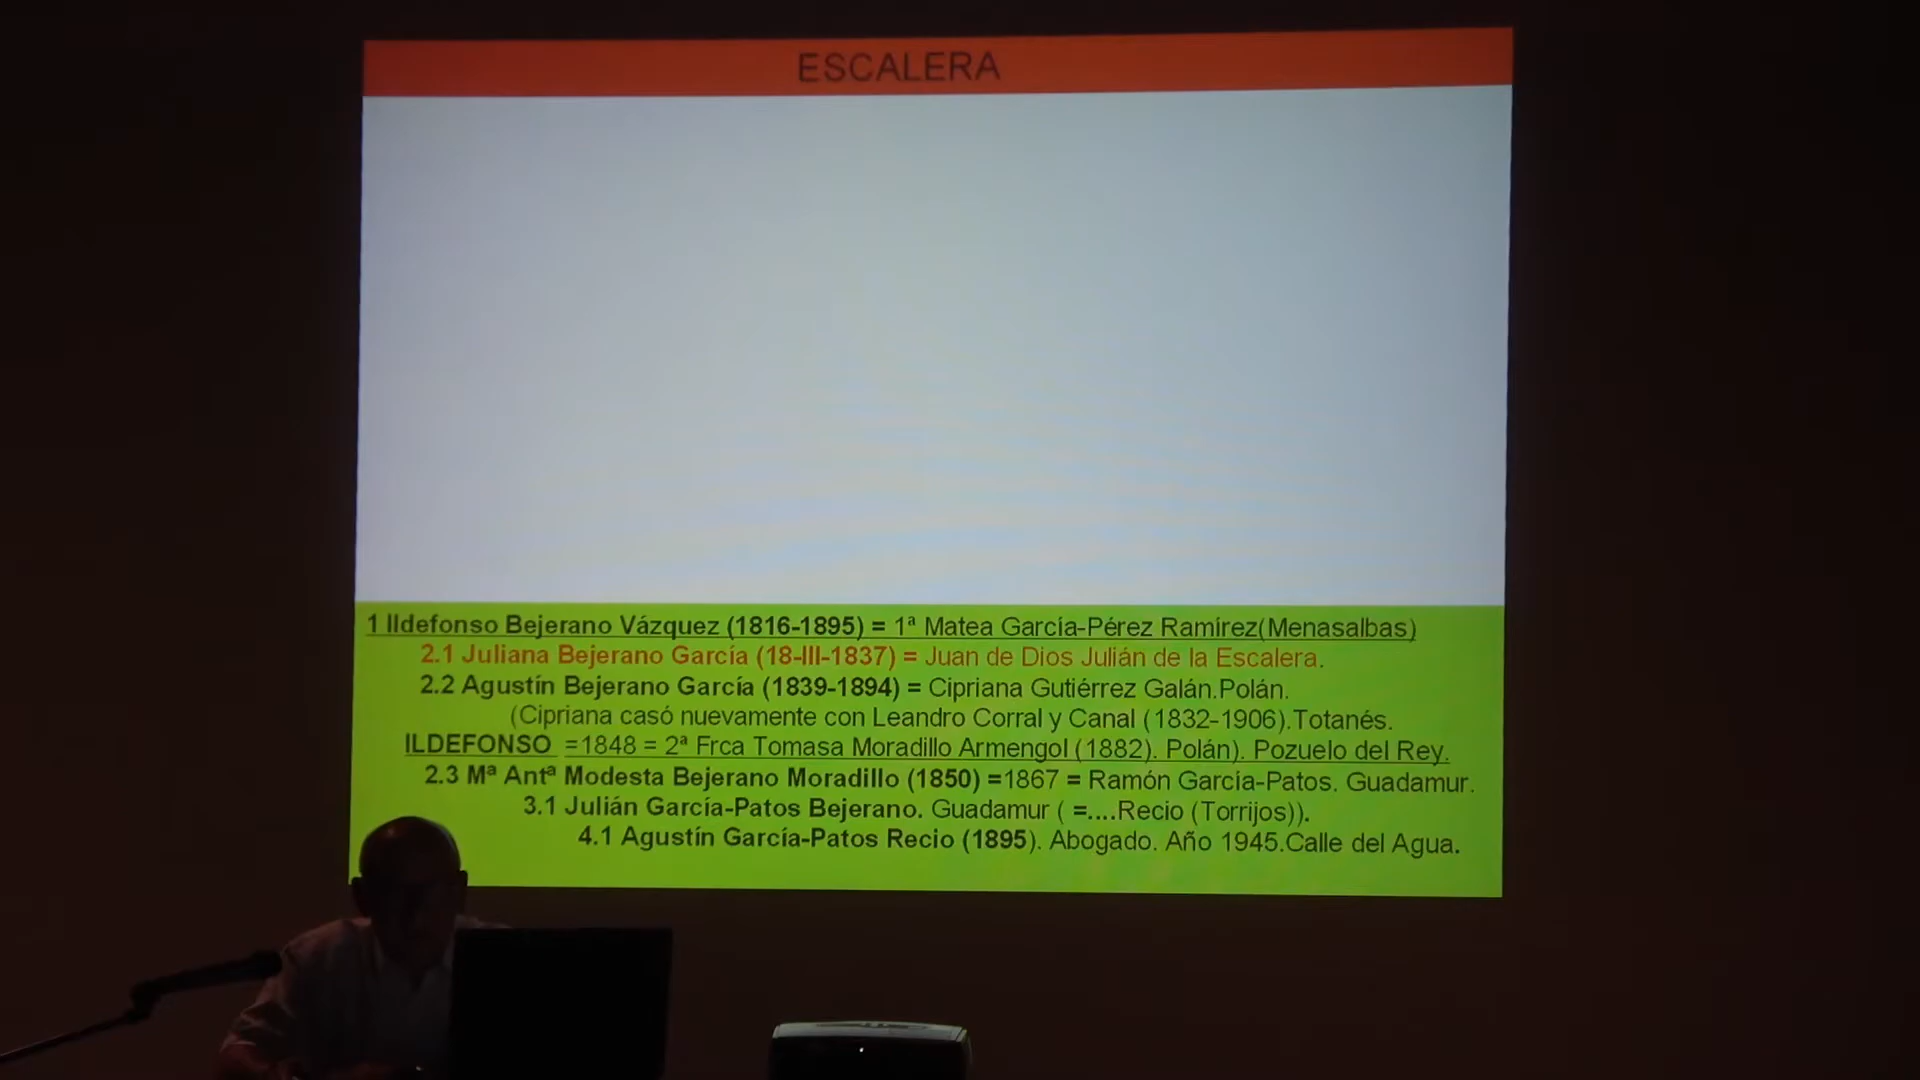 ESCALERA
1 Ildefonso Bejerano Vázquez (1816-1895) = 1ª Matea García-Pérez Ramírez(Menasalbas)
2.1 Juliana Bejerano García (18-III-1837) = Juan de Dios Julián de la Escalera.
2.2 Agustín Bejerano García (1839-1894) = Cipriana Gutiérrez Galán.Polán.
(Cipriana casó nuevamente con Leandro Corral y Canal (1832-1906).Totanés.
ILDEFONSO =1848 = 2ª Frca Tomasa Moradillo Armengol (1882). Polán). Pozuelo del Rey.
2.3 Mª Antª Modesta Bejerano Moradillo (1850) =1867 = Ramón García-Patos. Guadamur.
3.1 Julián García-Patos Bejerano. Guadamur ( =....Recio (Torrijos)).
4.1 Agustín García-Patos Recio (1895). Abogado. Año 1945.Calle del Agua.